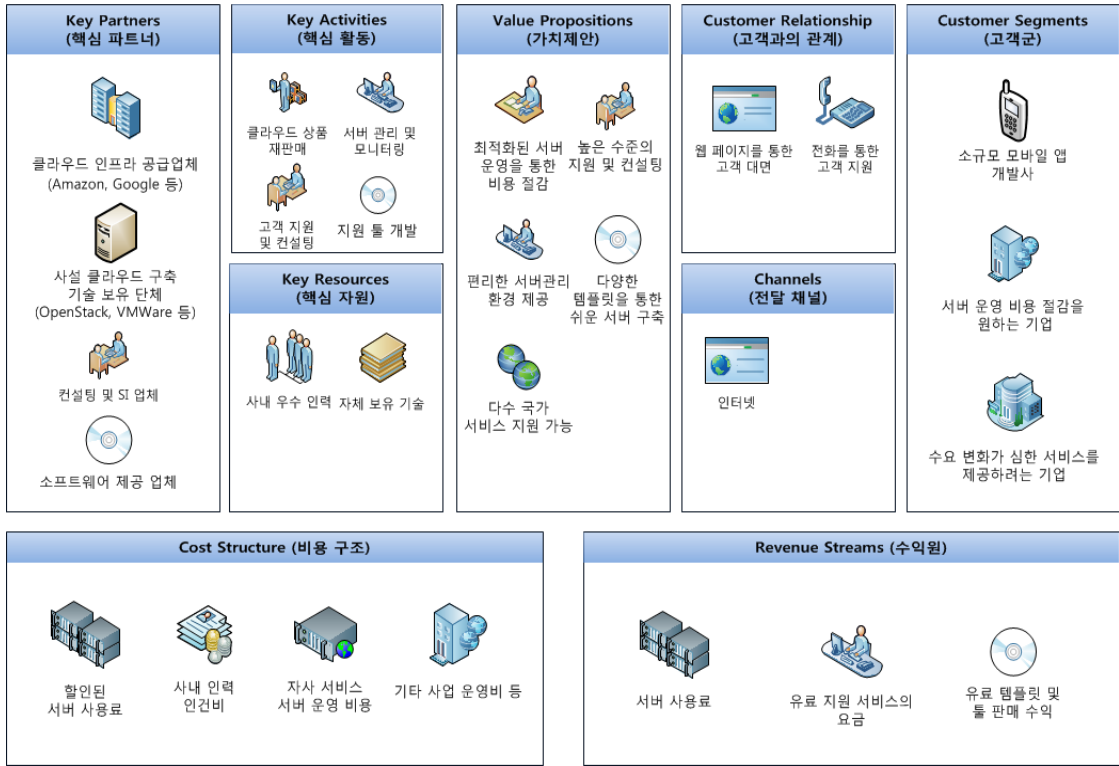 Key Partners
(핵심 파트너)
클라우드 인프라 공급업체
(Amazon, Google 등)
사설 클라우드 구축
기술 보유 단체
(OpenStack, VMWare 등)
컨설팅 및 SI 업체
소프트웨어 제공 업체
Key Activities
(핵심 활동)
클라우드 상품
재판매
서버 관리 및
모니터링
고객 지원
및 컨설팅
지원 툴 개발
Key Resources
(핵심 자원)
사내 우수 인력
자체 보유 기술
Value Propositions
(가치제안)
최적화된 서버
운영을 통한
비용 절감
높은 수준의
지원 및 컨설팅
편리한 서버관리
환경 제공
다양한
템플릿을 통한
쉬운 서버 구축
다수 국가
서비스 지원 가능
Customer Relationship
(고객과의 관계)
웹 페이지를 통한
고객 대면
전화를 통한
고객 지원
Channels
(전달 채널)
인터넷
Customer Segments
(고객군)
소규모 모바일 앱
개발사
서버 운영 비용 절감을
원하는 기업
수요 변화가 심한 서비스를
제공하려는 기업
Cost Structure (비용 구조)
할인된
서버 사용료
사내 인력
인건비
자사 서비스
서버 운영 비용
기타 사업 운영비 등
Revenue Streams (수익원)
서버 사용료
유료 지원 서비스의
요금
유료 템플릿 및
툴 판매 수익